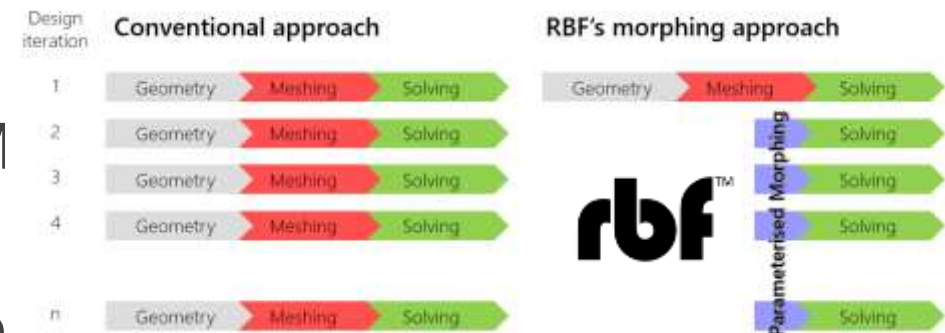 Design iteration
Conventional approach
RBF's morphing approach
1 Geometry Meshing Solving Geometry Meshing Solving
2 Geometry Meshing Solving Solving
3 Geometry Meshing Solving Solving
4 Geometry Meshing Solving Solving
n Geometry Meshing Solving Solving
rbf™
Parameterised Morphing